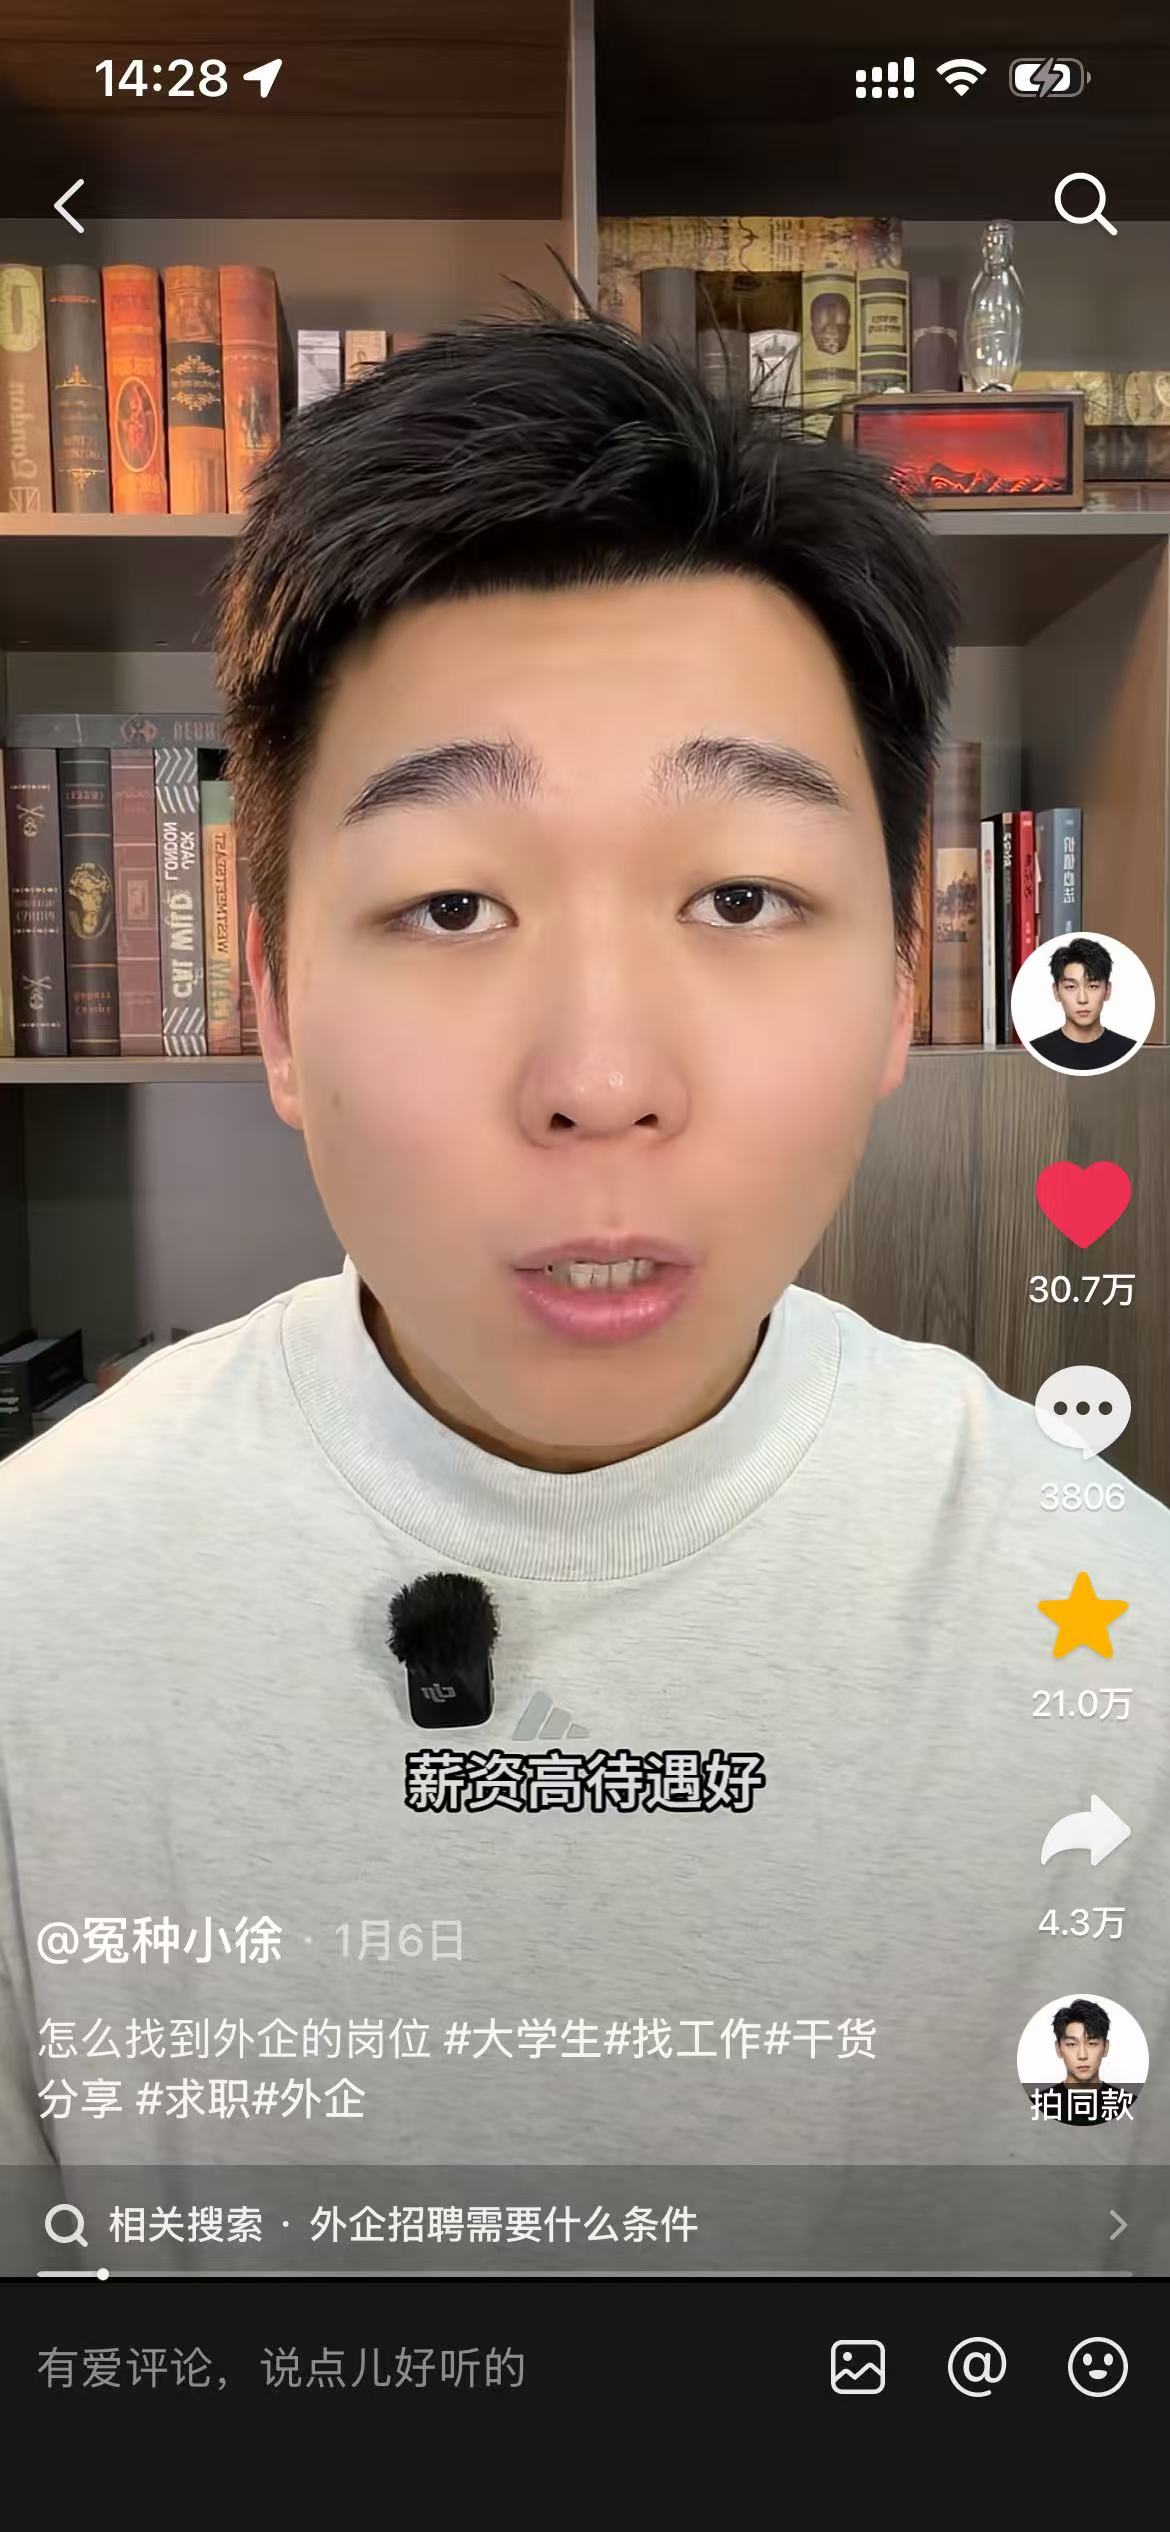 14:28
薪资高待遇好
30.7万
3806
21.0万
4.3万
@冤种小徐 · 1月6日
怎么找到外企的岗位 #大学生#找工作#干货
分享 #求职#外企
拍同款
相关搜索 · 外企招聘需要什么条件
有爱评论，说点儿好听的